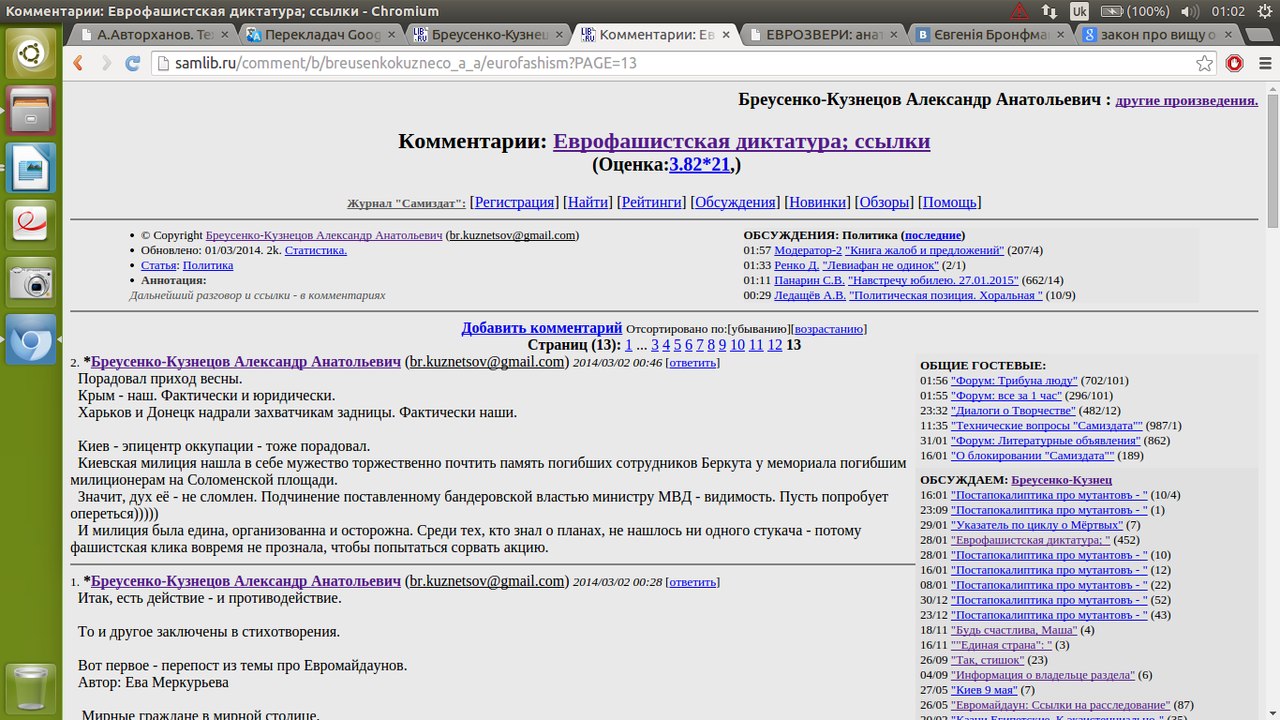 Комментарии: Еврофашистская диктатура; ссылки - Chromium
Uk (100%) 01:02
А.Авторханов. Те
Перекладач Goog
Бреусенко-Кузнец
Комментарии: Ев
ЕВРОЗВЕРИ: анат
Євгенія Бронфма
закон про вищу о
samlib.ru/comment/b/breusenkokuzneco_a_a/eurofashism?PAGE=13
Бреусенко-Кузнецов Александр Анатольевич : другие произведения.
Комментарии: Еврофашистская диктатура; ссылки
(Оценка:3.82*21,)
Журнал "Самиздат": [Регистрация] [Найти] [Рейтинги] [Обсуждения] [Новинки] [Обзоры] [Помощь]
• © Copyright Бреусенко-Кузнецов Александр Анатольевич (br.kuznetsov@gmail.com)
• Обновлено: 01/03/2014. 2k. Статистика.
• Статья: Политика
• Аннотация:
Дальнейший разговор и ссылки - в комментариях
ОБСУЖДЕНИЯ: Политика (последние)
01:57 Модератор-2 "Книга жалоб и предложений" (207/4)
01:33 Ренко Д. "Левиафан не одинок" (2/1)
01:11 Панарин С.В. "Навстречу юбилею. 27.01.2015" (662/14)
00:29 Ледащёв А.В. "Политическая позиция. Хоральная " (10/9)
Добавить комментарий Отсортировано по:[убыванию][возрастанию]
Страниц (13): 1 ... 3 4 5 6 7 8 9 10 11 12 13
2. *Бреусенко-Кузнецов Александр Анатольевич (br.kuznetsov@gmail.com) 2014/03/02 00:46 [ответить]
Порадовал приход весны.
Крым - наш. Фактически и юридически.
Харьков и Донецк надрали захватчикам задницы. Фактически наши.
Киев - эпицентр оккупации - тоже порадовал.
Киевская милиция нашла в себе мужество торжественно почтить память погибших сотрудников Беркута у мемориала погибшим
милиционерам на Соломенской площади.
Значит, дух её - не сломлен. Подчинение поставленному бандеровской властью министру МВД - видимость. Пусть попробует
опереться)))))
И милиция была едина, организованна и осторожна. Среди тех, кто знал о планах, не нашлось ни одного стукача - потому
фашистская клика вовремя не прознала, чтобы попытаться сорвать акцию.
1. *Бреусенко-Кузнецов Александр Анатольевич (br.kuznetsov@gmail.com) 2014/03/02 00:28 [ответить]
Итак, есть действие - и противодействие.
То и другое заключены в стихотворения.
Вот первое - перепост из темы про Евромайдаунов.
Автор: Ева Меркурьева
Мирные граждане в мирной столице.
ОБЩИЕ ГОСТЕВЫЕ:
01:56 "Форум: Трибуна люду" (702/101)
01:55 "Форум: все за 1 час" (296/101)
23:32 "Диалоги о Творчестве" (482/12)
11:35 "Технические вопросы "Самиздата"" (987/1)
31/01 "Форум: Литературные объявления" (862)
16/01 "О блокировании "Самиздата"" (189)
ОБСУЖДАЕМ: Бреусенко-Кузнец
16:01 "Постапокалиптика про мутантовъ - " (10/4)
23:09 "Постапокалиптика про мутантовъ - " (1)
29/01 "Указатель по циклу о Мёртвых" (7)
28/01 "Еврофашистская диктатура; " (452)
28/01 "Постапокалиптика про мутантовъ - " (10)
16/01 "Постапокалиптика про мутантовъ - " (12)
08/01 "Постапокалиптика про мутантовъ - " (22)
30/12 "Постапокалиптика про мутантовъ - " (52)
23/12 "Постапокалиптика про мутантовъ - " (43)
18/11 "Будь счастлива, Маша" (4)
16/11 ""Единая страна": " (3)
26/09 "Так, стишок" (23)
04/09 "Информация о владельце раздела" (6)
27/05 "Киев 9 мая" (7)
26/05 "Евромайдаун: Ссылки на расследование" (87)
20/02 "Казни Египетские. К экзистенциально-" (35)